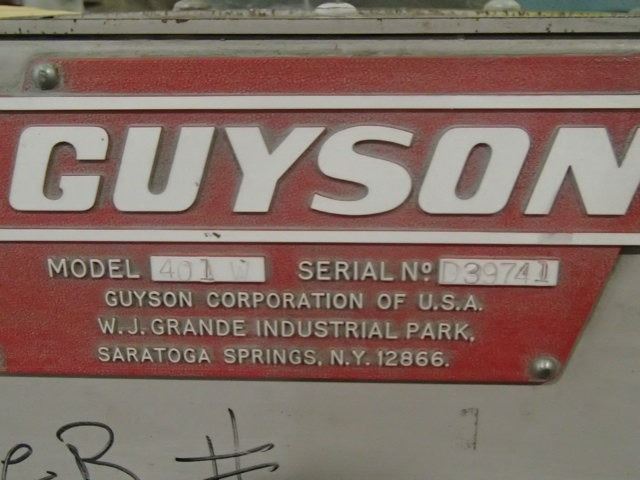 GUYSON
MODEL 401 W SERIAL Nº D39741
GUYSON CORPORATION OF U.S.A.
W.J. GRANDE INDUSTRIAL PARK,
SARATOGA SPRINGS, N.Y. 12866.
#